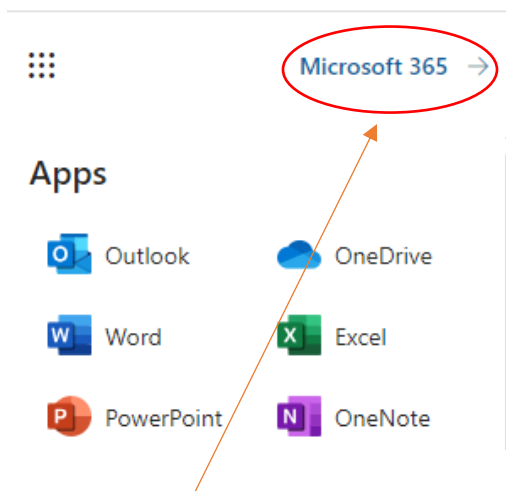 Microsoft 365 →
Apps
Outlook OneDrive
Word Excel
PowerPoint OneNote